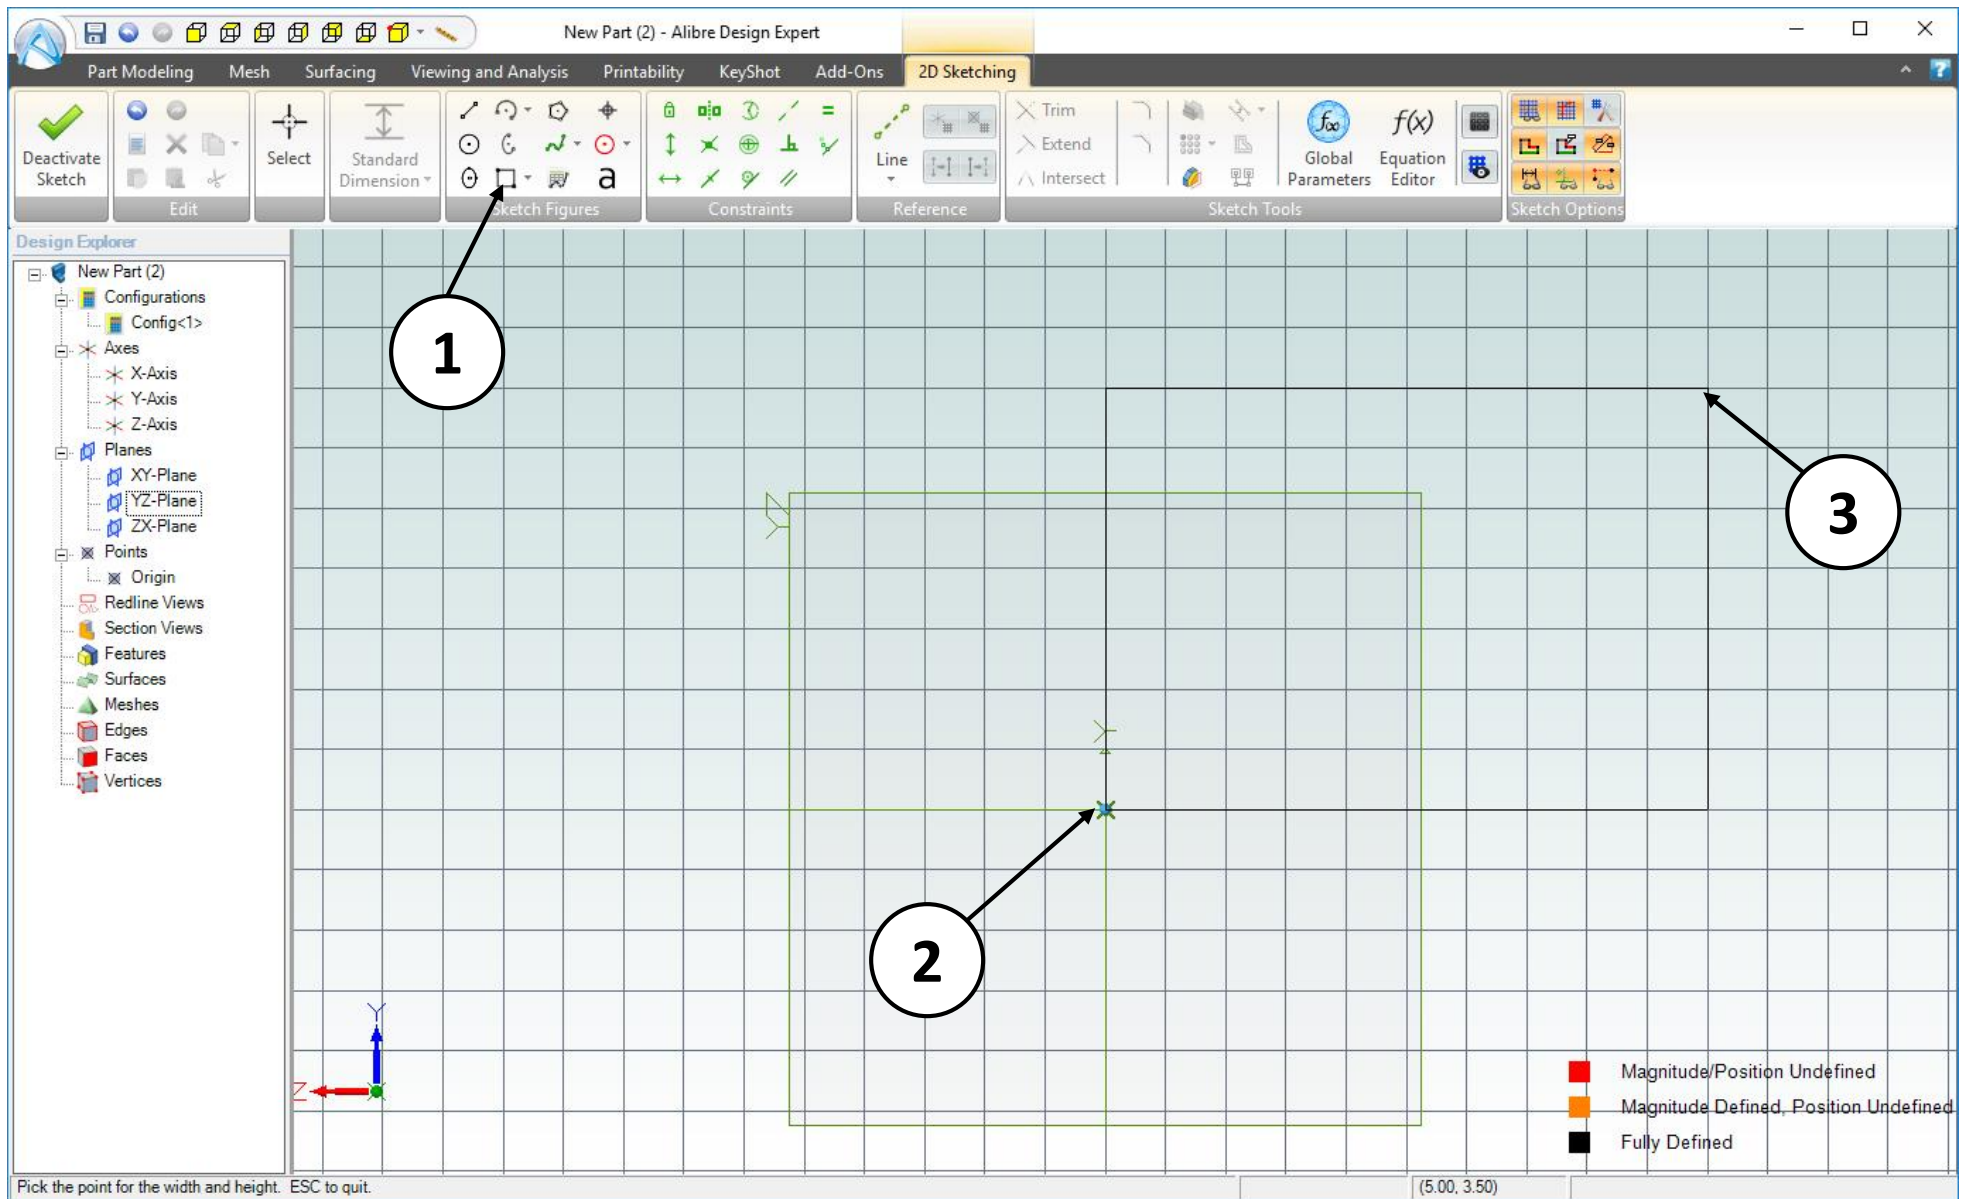 New Part (2) - Alibre Design Expert
Part Modeling Mesh Surfacing Viewing and Analysis Printability KeyShot Add-Ons 2D Sketching
Deactivate Sketch
Edit
Select
Standard Dimension
a
Sketch Figures
Constraints
Line
Reference
Trim
Extend
Intersect
f∞
Global Parameters
f(x)
Equation Editor
Sketch Tools
Sketch Options
Design Explorer
New Part (2)
Configurations
Config<1>
Axes
X-Axis
Y-Axis
Z-Axis
Planes
XY-Plane
YZ-Plane
ZX-Plane
Points
Origin
Redline Views
Section Views
Features
Surfaces
Meshes
Edges
Faces
Vertices
1
3
2
Y
Z
Magnitude/Position Undefined
Magnitude Defined, Position Undefined
Fully Defined
Pick the point for the width and height. ESC to quit.
(5.00, 3.50)